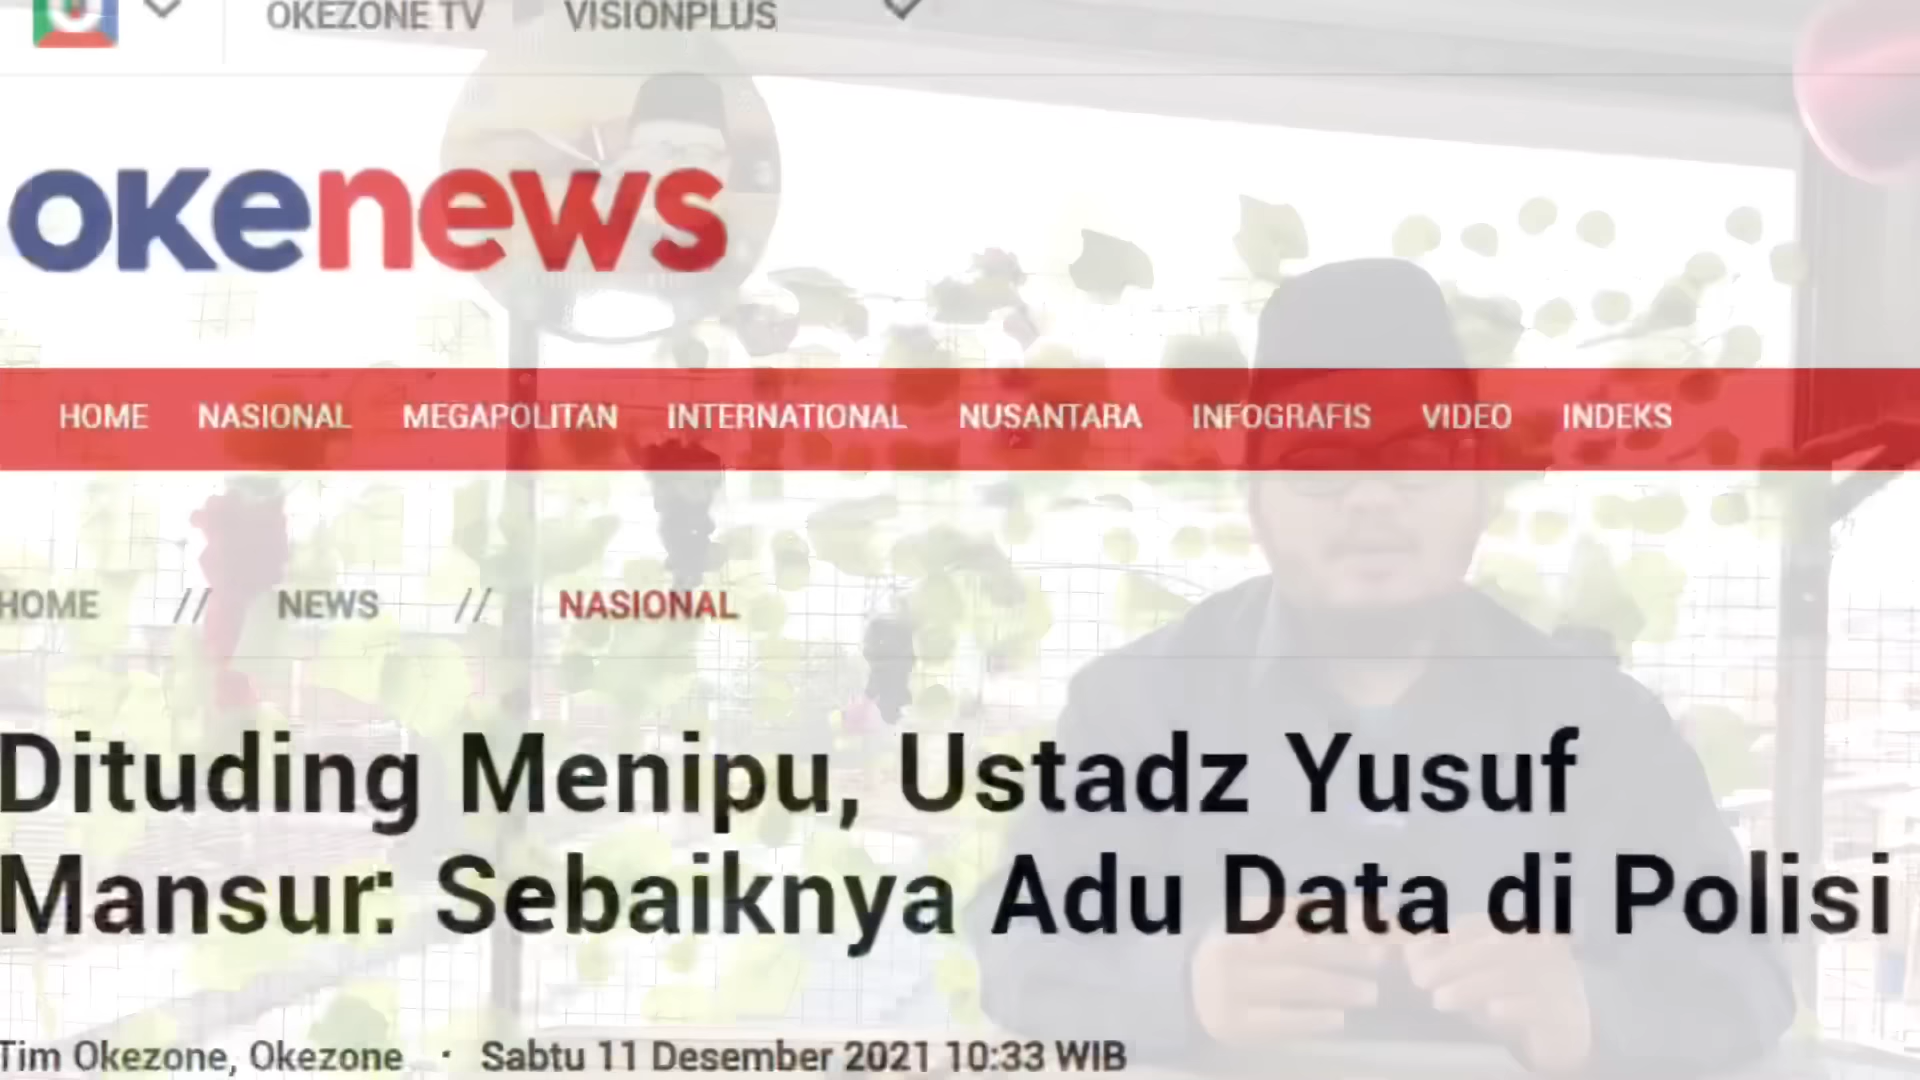 OKEZONE TV VISIONPLUS
okenews
HOME NASIONAL MEGAPOLITAN INTERNATIONAL NUSANTARA INFOGRAFIS VIDEO INDEKS
HOME // NEWS // NASIONAL
Dituding Menipu, Ustadz Yusuf
Mansur: Sebaiknya Adu Data di Polisi
Tim Okezone, Okezone · Sabtu 11 Desember 2021 10:33 WIB